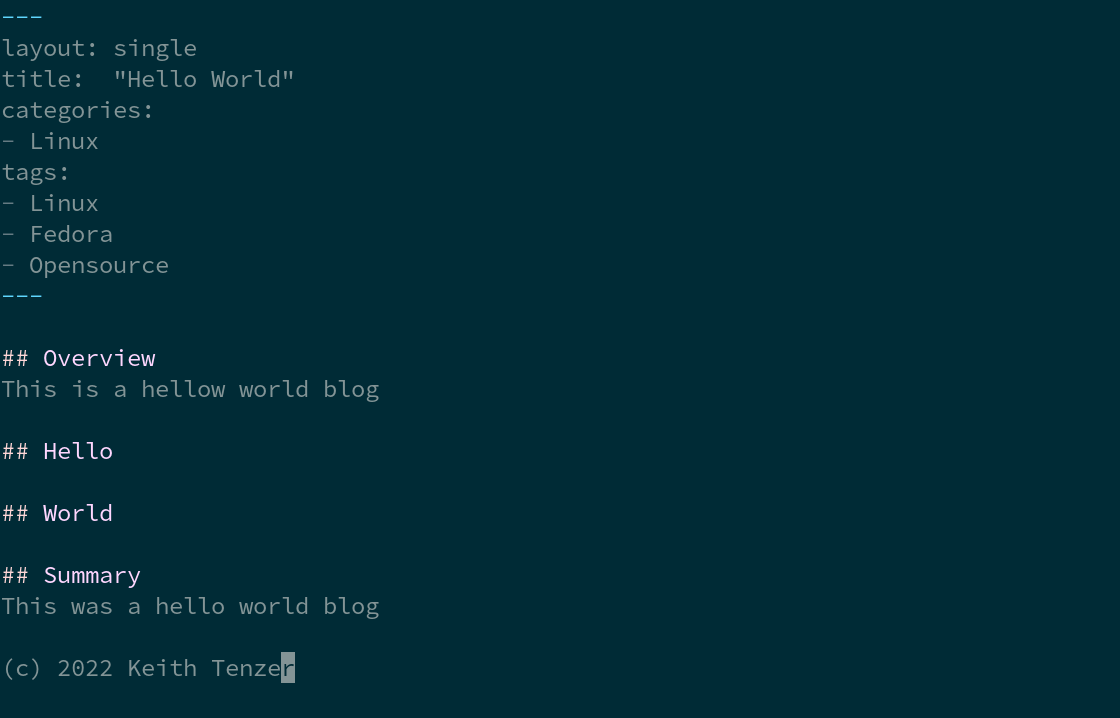 ---
layout: single
title:  "Hello World"
categories:
- Linux
tags:
- Linux
- Fedora
- Opensource
---
## Overview
This is a hellow world blog
## Hello
## World
## Summary
This was a hello world blog
(c) 2022 Keith Tenzer